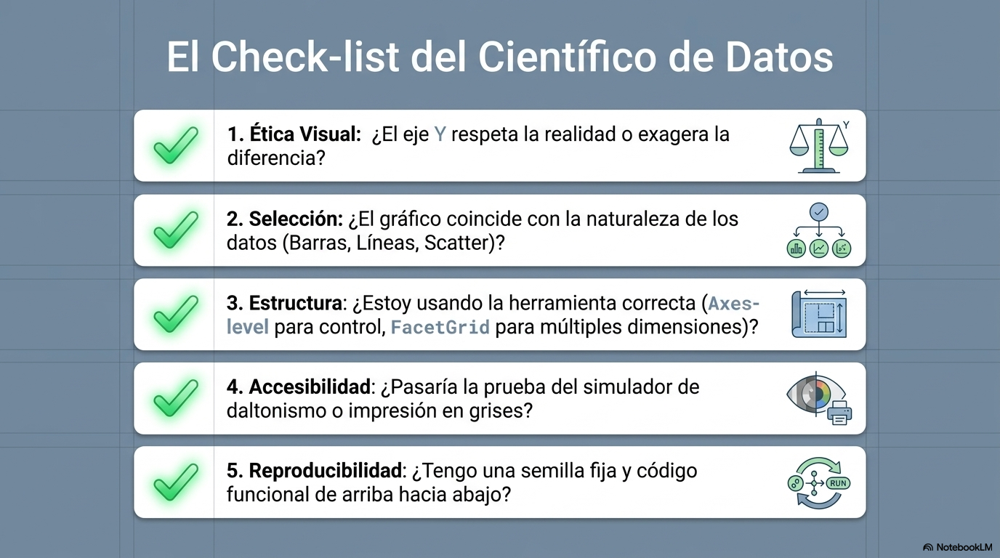 El Check-list del Científico de Datos
1. Ética Visual: ¿El eje Y respeta la realidad o exagera la
diferencia?
Y
2. Selección: ¿El gráfico coincide con la naturaleza de los
datos (Barras, Líneas, Scatter)?
3. Estructura: ¿Estoy usando la herramienta correcta (Axes-
level para control, FacetGrid para múltiples dimensiones)?
4. Accesibilidad: ¿Pasaría la prueba del simulador de
daltonismo o impresión en grises?
5. Reproducibilidad: ¿Tengo una semilla fija y código
funcional de arriba hacia abajo?
RUN
NotebookLM